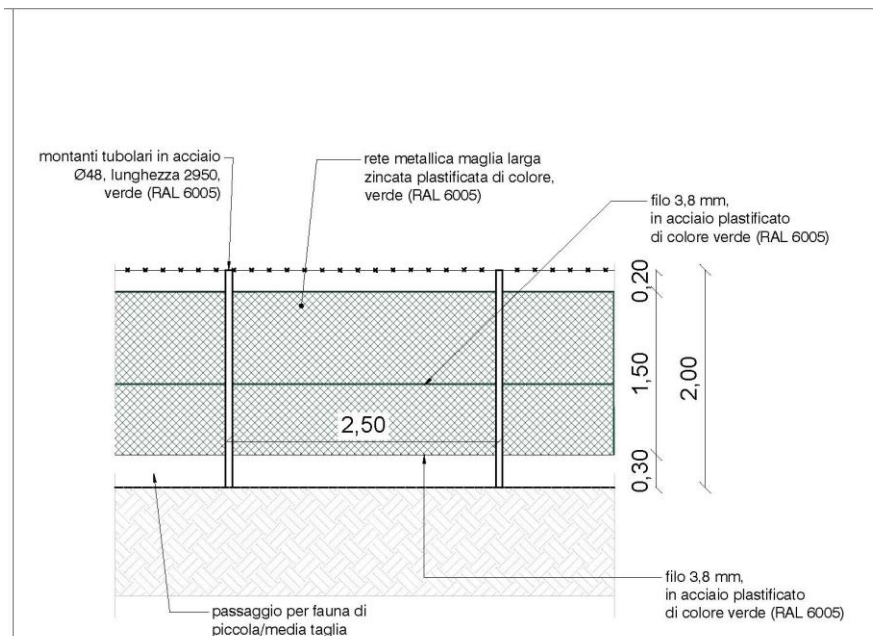 montanti tubolari in acciaio
Ø48, lunghezza 2950,
verde (RAL 6005)
rete metallica maglia larga
zincata plastificata di colore,
verde (RAL 6005)
filo 3,8 mm,
in acciaio plastificato
di colore verde (RAL 6005)
0,20
1,50
2,00
2,50
0,30
filo 3,8 mm,
in acciaio plastificato
di colore verde (RAL 6005)
passaggio per fauna di
piccola/media taglia